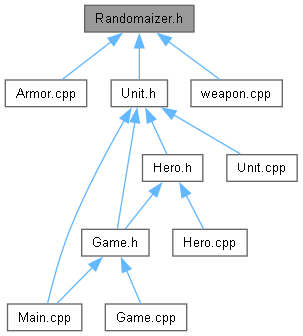 Randomaizer.h
Armor.cpp
Unit.h
weapon.cpp
Hero.h
Unit.cpp
Game.h
Hero.cpp
Main.cpp
Game.cpp